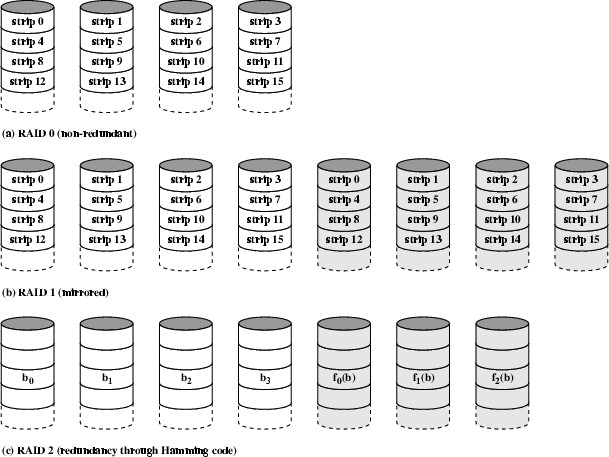 strip 0 strip 1 strip 2 strip 3
strip 4 strip 5 strip 6 strip 7
strip 8 strip 9 strip 10 strip 11
strip 12 strip 13 strip 14 strip 15
(a) RAID 0 (non-redundant)
strip 0 strip 1 strip 2 strip 3 strip 0 strip 1 strip 2 strip 3
strip 4 strip 5 strip 6 strip 7 strip 4 strip 5 strip 6 strip 7
strip 8 strip 9 strip 10 strip 11 strip 8 strip 9 strip 10 strip 11
strip 12 strip 13 strip 14 strip 15 strip 12 strip 13 strip 14 strip 15
(b) RAID 1 (mirrored)
b₀ b₁ b₂ b₃ f₀(b) f₁(b) f₂(b)
(c) RAID 2 (redundancy through Hamming code)